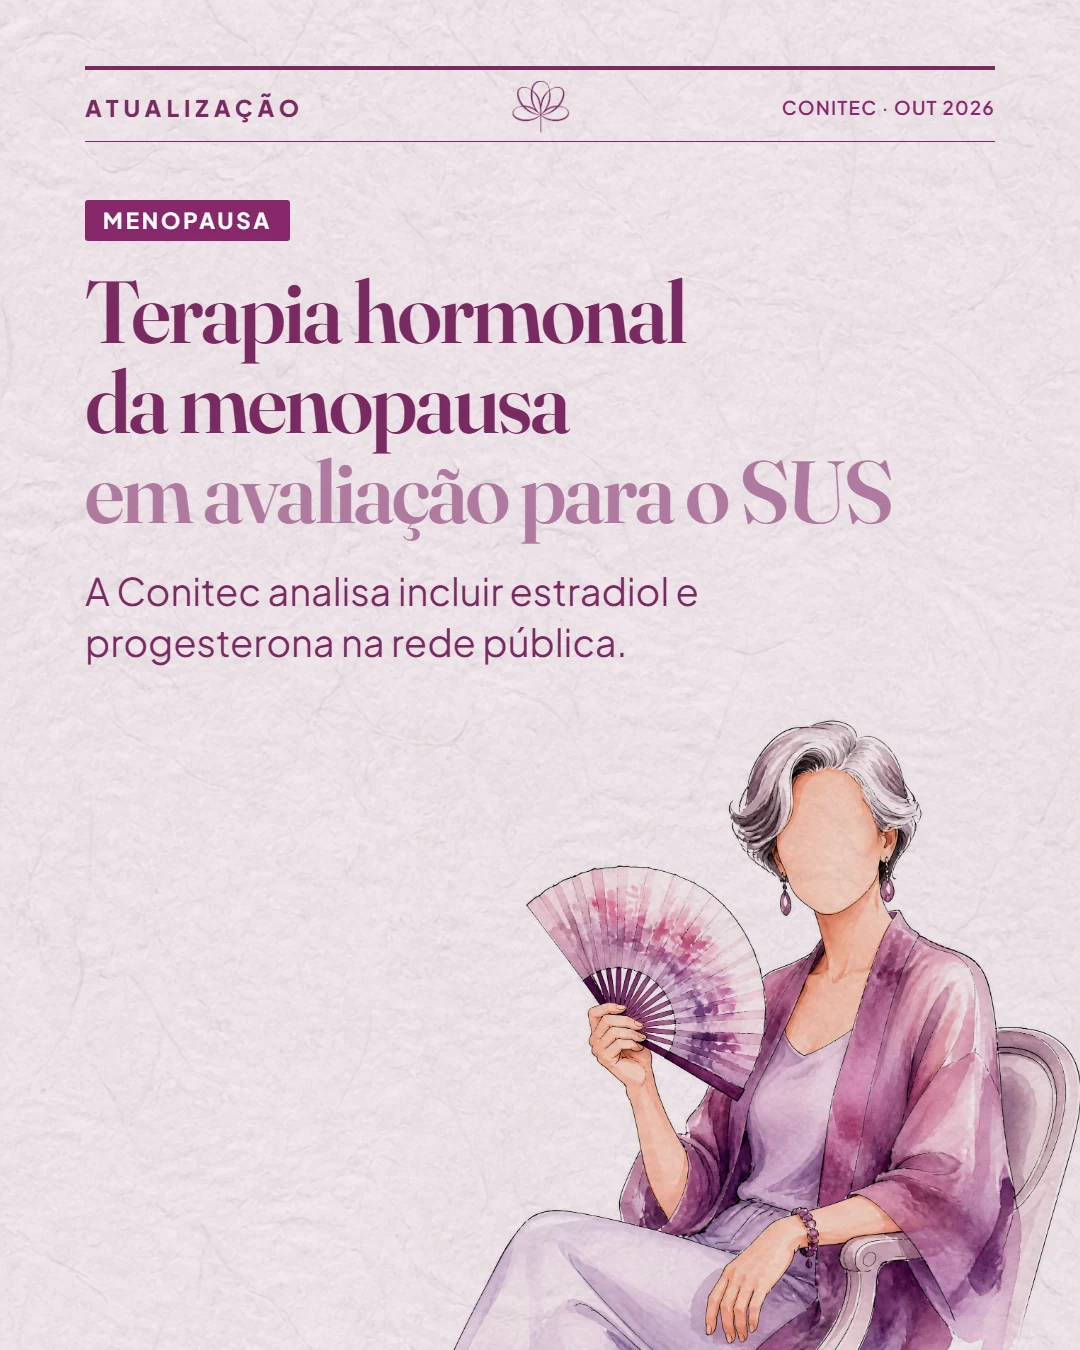 ATUALIZAÇÃO
CONITEC · OUT 2026
MENOPAUSA
Terapia hormonal
da menopausa
em avaliação para o SUS
A Conitec analisa incluir estradiol e
progesterona na rede pública.